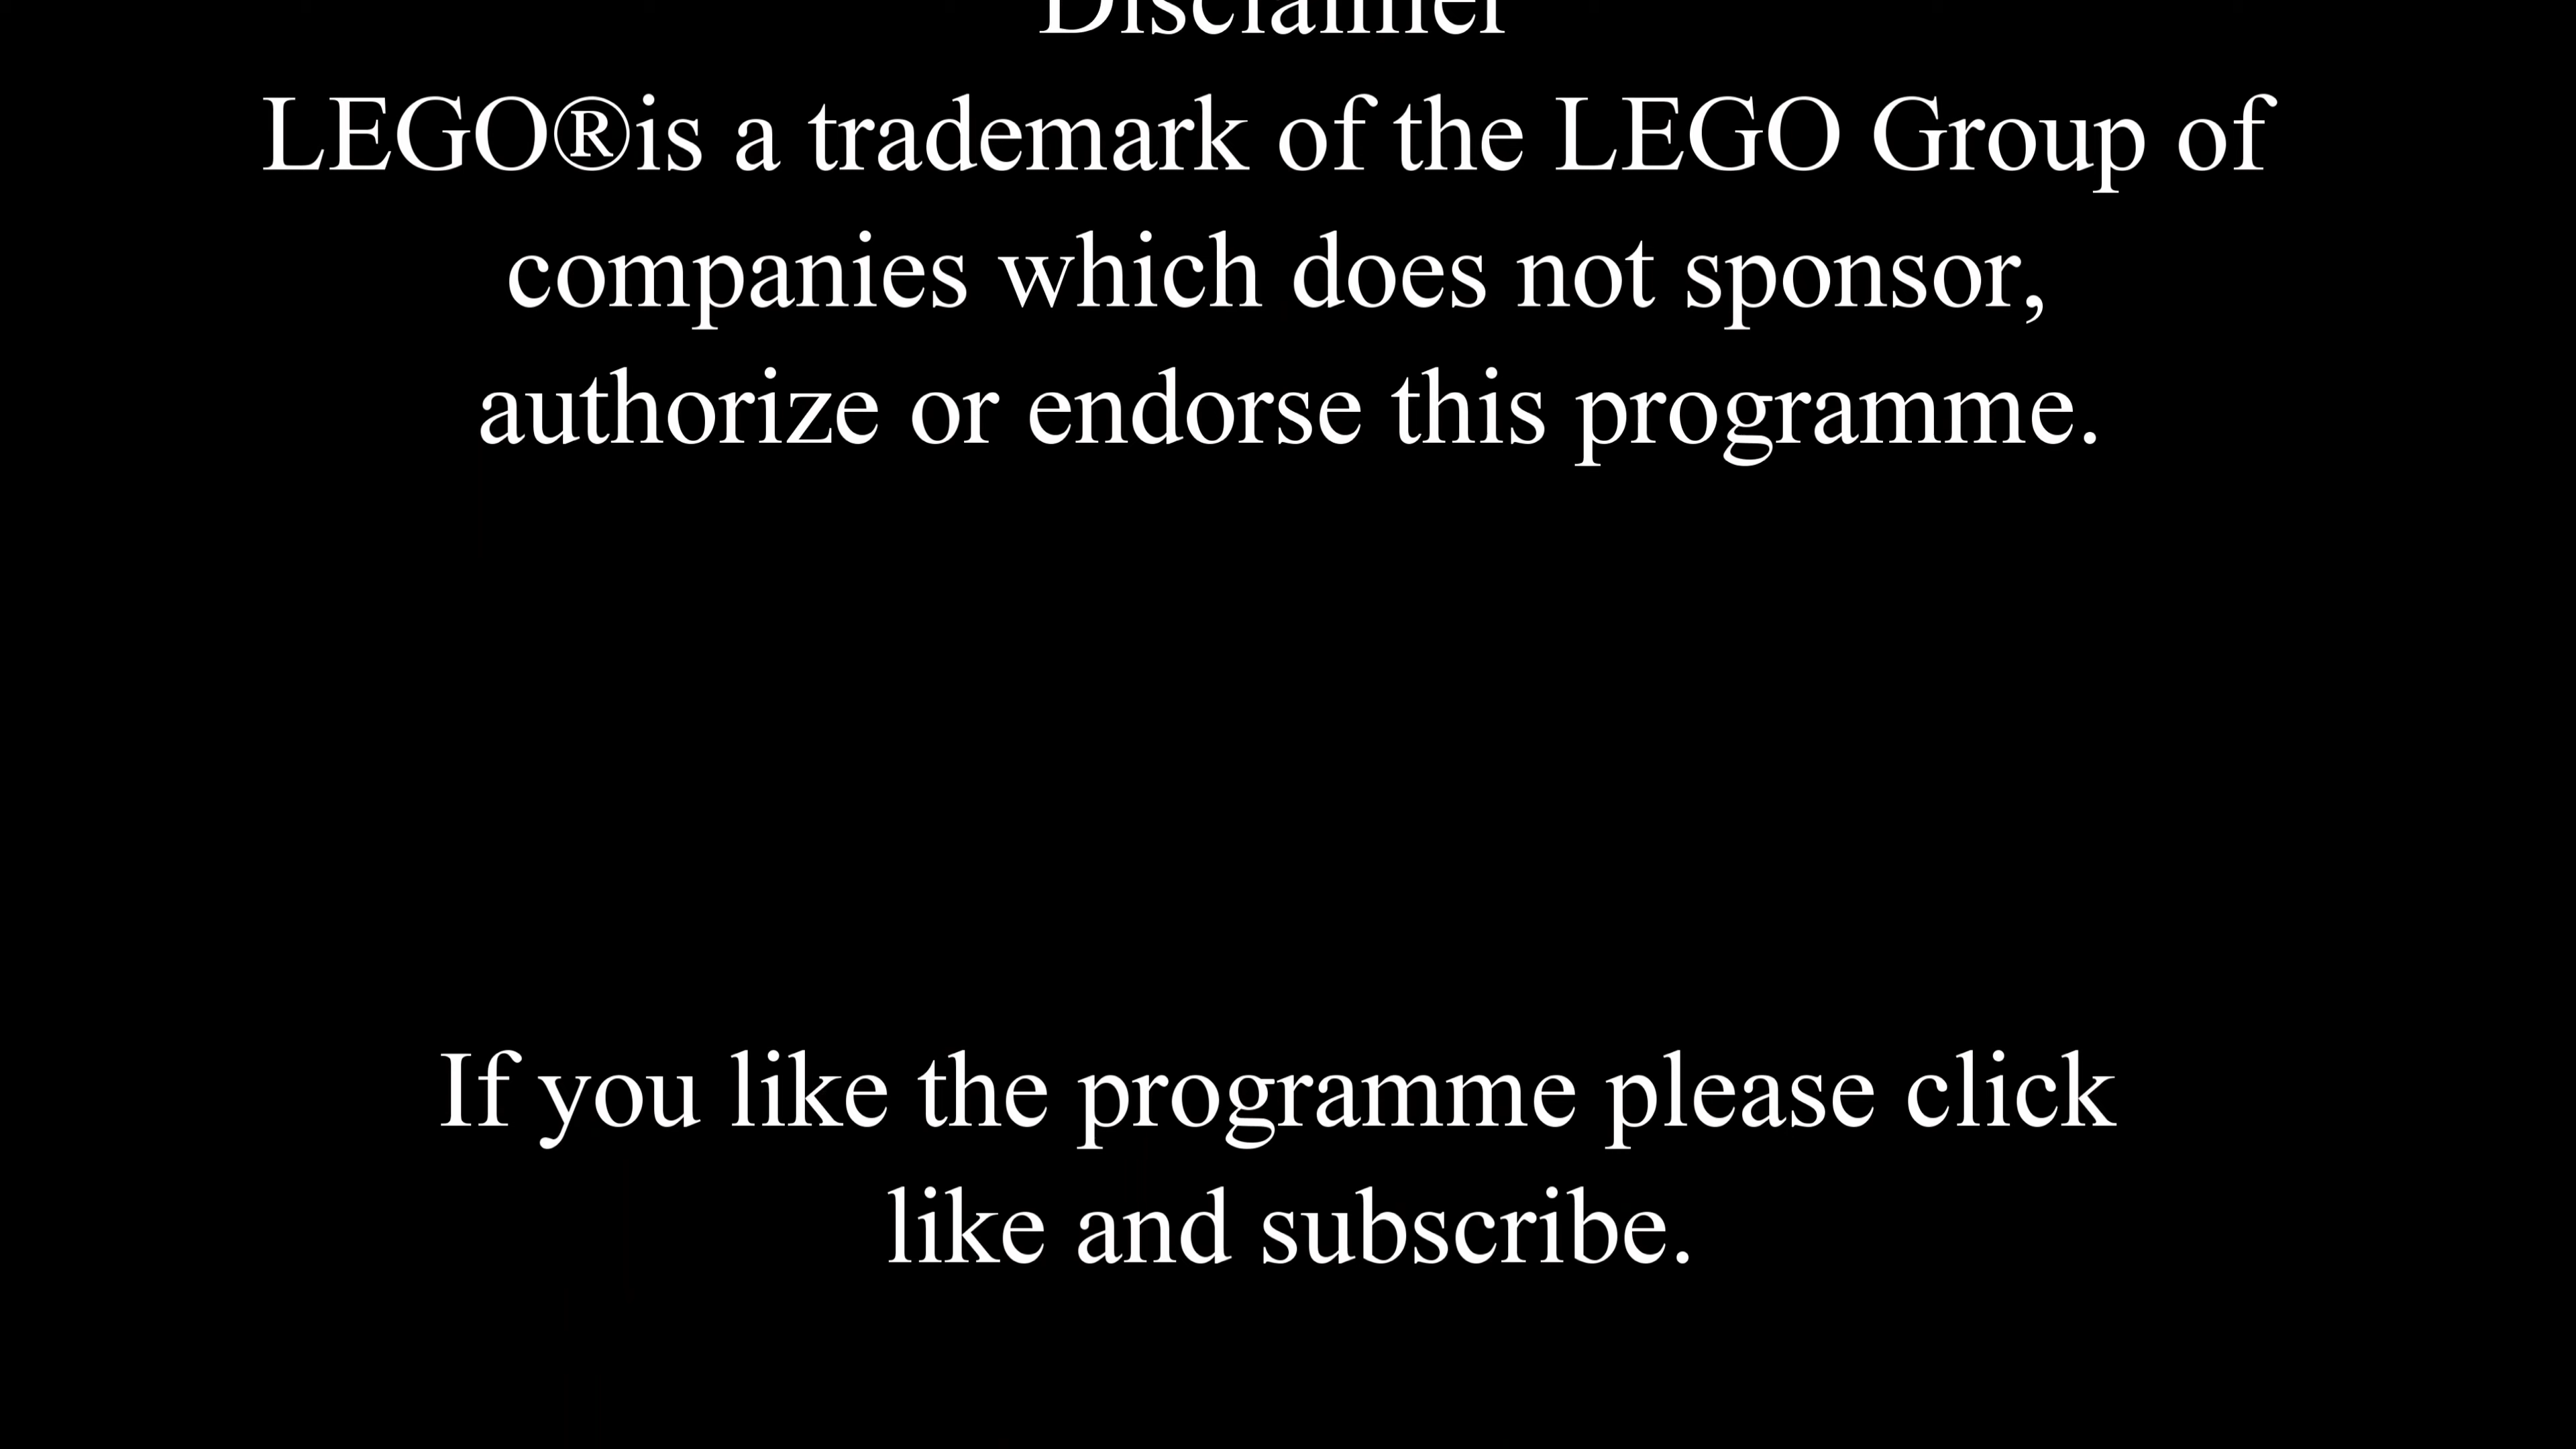 Disclaimer
LEGO®is a trademark of the LEGO Group of
companies which does not sponsor,
authorize or endorse this programme.
If you like the programme please click
like and subscribe.